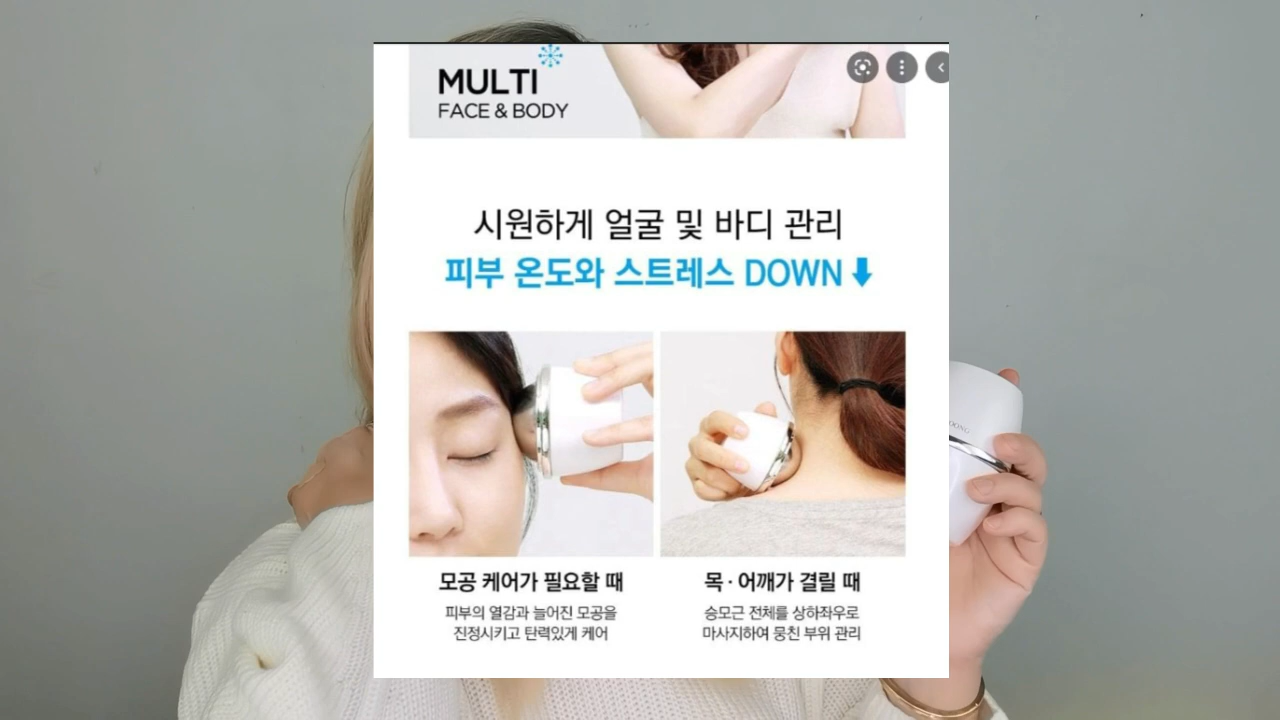 MULTI
FACE & BODY
시원하게 얼굴 및 바디 관리
피부 온도와 스트레스 DOWN
모공 케어가 필요할 때
목·어깨가 결릴 때
피부의 열감과 늘어진 모공을
진정시키고 탄력있게 케어
승모근 전체를 상하좌우로
마사지하여 뭉친 부위 관리